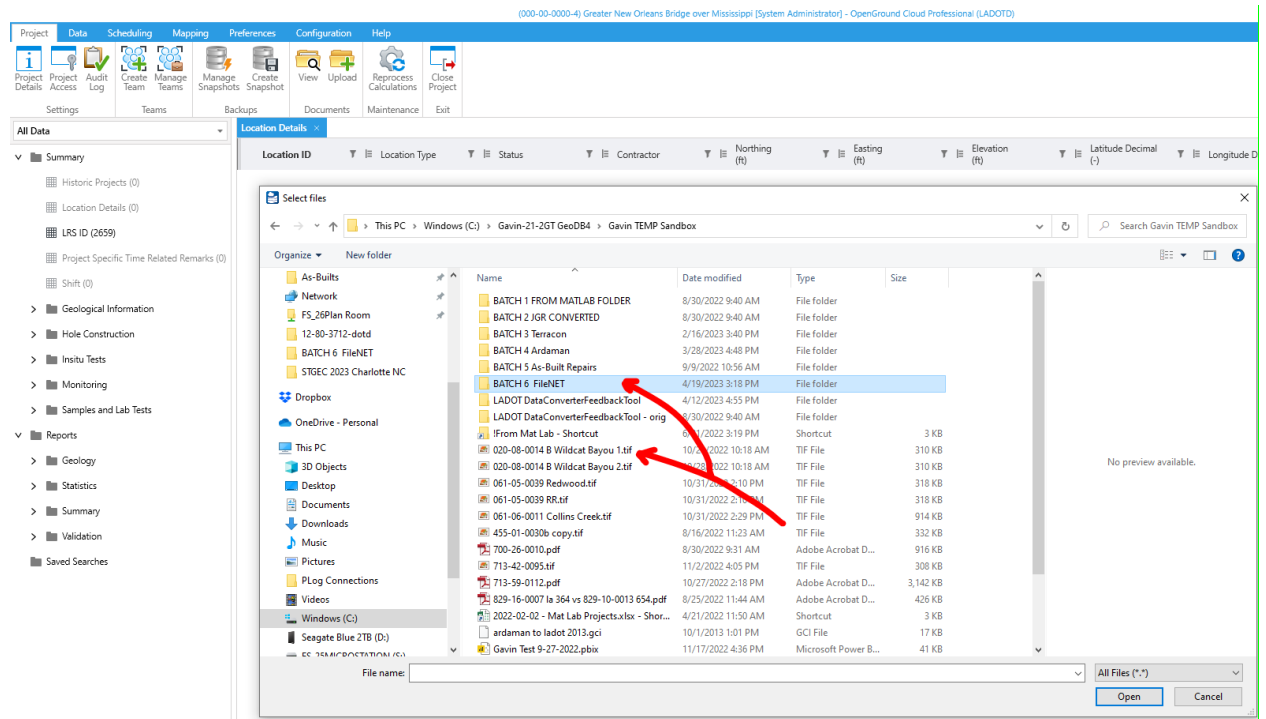 (000-00-0000-4) Greater New Orleans Bridge over Mississippi [System Administrator] - OpenGround Cloud Professional (LADOTD)
Project Data Scheduling Mapping Preferences Configuration Help
Project Details Project Access Audit Log Create Team Manage Teams Manage Snapshots Create Snapshot View Upload Reprocess Calculations Close Project
Settings Teams Backups Documents Maintenance Exit
All Data
Location Details ×
Summary
Location ID Location Type Status Contractor Northing (ft) Easting (ft) Elevation (ft) Latitude Decimal (-) Longitude D
Historic Projects (0)
Location Details (0)
LRS ID (2659)
Project Specific Time Related Remarks (0)
Shift (0)
Geological Information
Hole Construction
Insitu Tests
Monitoring
Samples and Lab Tests
Reports
Geology
Statistics
Summary
Validation
Saved Searches
Select files
This PC > Windows (C:) > Gavin-21-2GT GeoDB4 > Gavin TEMP Sandbox
Search Gavin TEMP Sandbox
Organize New folder
As-Builts
Network
FS_26Plan Room
12-80-3712-dotd
BATCH 6 FileNET
STGEC 2023 Charlotte NC
Dropbox
OneDrive - Personal
This PC
3D Objects
Desktop
Documents
Downloads
Music
Pictures
PLog Connections
Videos
Windows (C:)
Seagate Blue 2TB (D:)
Name Date modified Type Size
BATCH 1 FROM MATLAB FOLDER 8/30/2022 9:40 AM File folder
BATCH 2 JGR CONVERTED 8/30/2022 9:40 AM File folder
BATCH 3 Terracon 2/16/2023 3:40 PM File folder
BATCH 4 Ardaman 3/28/2023 4:48 PM File folder
BATCH 5 As-Built Repairs 9/9/2022 10:56 AM File folder
BATCH 6 FileNET 4/19/2023 3:18 PM File folder
LADOT DataConverterFeedbackTool 4/12/2023 4:55 PM File folder
LADOT DataConverterFeedbackTool - orig 8/30/2022 9:40 AM File folder
!From Mat Lab - Shortcut 3:19 PM Shortcut 3 KB
020-08-0014 B Wildcat Bayou 1.tif 10:18 AM TIF File 310 KB
020-08-0014 B Wildcat Bayou 2.tif 10:18 AM TIF File 310 KB
061-05-0039 Redwood.tif 10/31/2022 2:10 PM TIF File 318 KB
061-05-0039 RR.tif 10/31/2022 TIF File 318 KB
061-06-0011 Collins Creek.tif 10/31/2022 2:29 PM TIF File 914 KB
455-01-0030b copy.tif 8/16/2022 11:23 AM TIF File 332 KB
700-26-0010.pdf 8/30/2022 9:31 AM Adobe Acrobat D... 916 KB
713-42-0095.tif 11/2/2022 4:05 PM TIF File 308 KB
713-59-0112.pdf 10/27/2022 2:18 PM Adobe Acrobat D... 3,142 KB
829-16-0007 la 364 vs 829-10-0013 654.pdf 8/25/2022 11:44 AM Adobe Acrobat D... 426 KB
2022-02-02 - Mat Lab Projects.xlsx - Shor... 4/21/2022 11:50 AM Shortcut 3 KB
ardaman to ladot 2013.gci 10/1/2013 1:01 PM GCI File 17 KB
Gavin Test 9-27-2022.pbix 11/17/2022 4:36 PM Microsoft Power B... 41 KB
No preview available.
File name: All Files (*.*)
Open Cancel